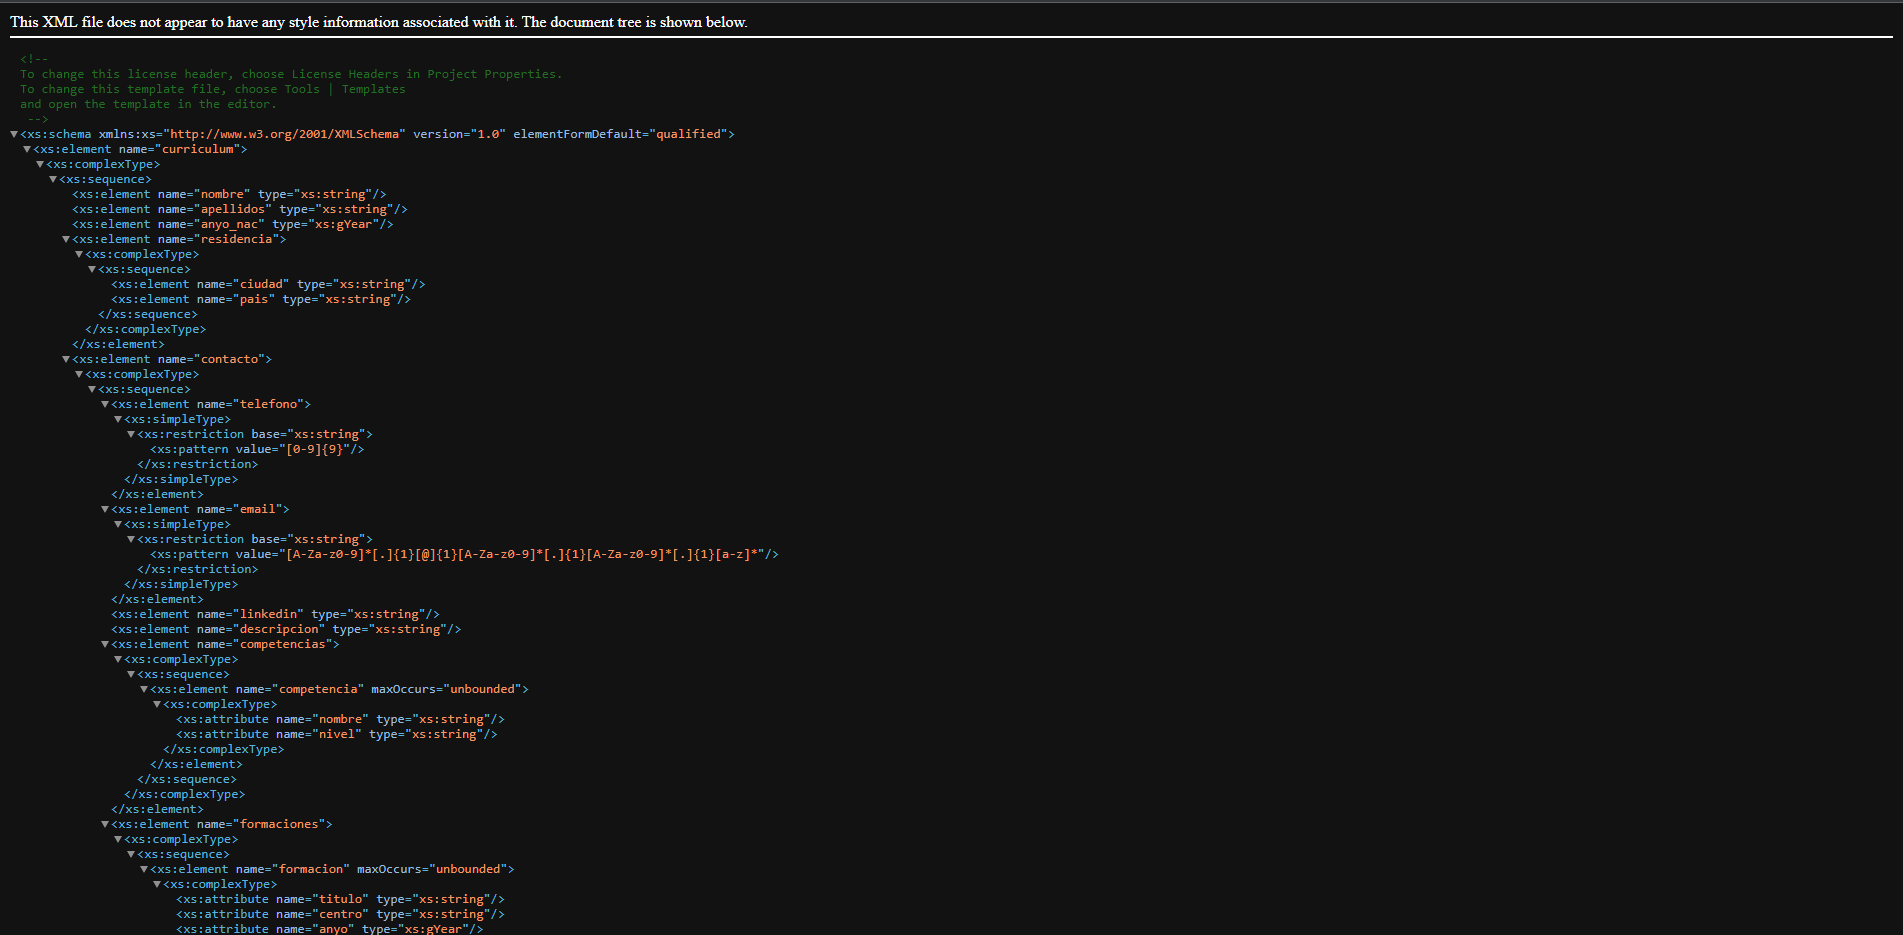 This XML file does not appear to have any style information associated with it. The document tree is shown below.
<!--
To change this license header, choose License Headers in Project Properties.
To change this template file, choose Tools | Templates
and open the template in the editor.
-->
▼<xs:schema xmlns:xs="http://www.w3.org/2001/XMLSchema" version="1.0" elementFormDefault="qualified">
▼<xs:element name="curriculum">
▼<xs:complexType>
▼<xs:sequence>
<xs:element name="nombre" type="xs:string"/>
<xs:element name="apellidos" type="xs:string"/>
<xs:element name="anyo_nac" type="xs:gYear"/>
▼<xs:element name="residencia">
▼<xs:complexType>
▼<xs:sequence>
<xs:element name="ciudad" type="xs:string"/>
<xs:element name="pais" type="xs:string"/>
</xs:sequence>
</xs:complexType>
</xs:element>
▼<xs:element name="contacto">
▼<xs:complexType>
▼<xs:sequence>
▼<xs:element name="telefono">
▼<xs:simpleType>
▼<xs:restriction base="xs:string">
<xs:pattern value="[0-9]{9}"/>
</xs:restriction>
</xs:simpleType>
</xs:element>
▼<xs:element name="email">
▼<xs:simpleType>
▼<xs:restriction base="xs:string">
<xs:pattern value="[A-Za-z0-9]*[.]{1}[@]{1}[A-Za-z0-9]*[.]{1}[A-Za-z0-9]*[.]{1}[a-z]*"/>
</xs:restriction>
</xs:simpleType>
</xs:element>
<xs:element name="linkedin" type="xs:string"/>
<xs:element name="descripcion" type="xs:string"/>
▼<xs:element name="competencias">
▼<xs:complexType>
▼<xs:sequence>
▼<xs:element name="competencia" maxOccurs="unbounded">
▼<xs:complexType>
<xs:attribute name="nombre" type="xs:string"/>
<xs:attribute name="nivel" type="xs:string"/>
</xs:complexType>
</xs:element>
</xs:sequence>
</xs:complexType>
</xs:element>
▼<xs:element name="formaciones">
▼<xs:complexType>
▼<xs:sequence>
▼<xs:element name="formacion" maxOccurs="unbounded">
▼<xs:complexType>
<xs:attribute name="titulo" type="xs:string"/>
<xs:attribute name="centro" type="xs:string"/>
<xs:attribute name="anyo" type="xs:gYear"/>